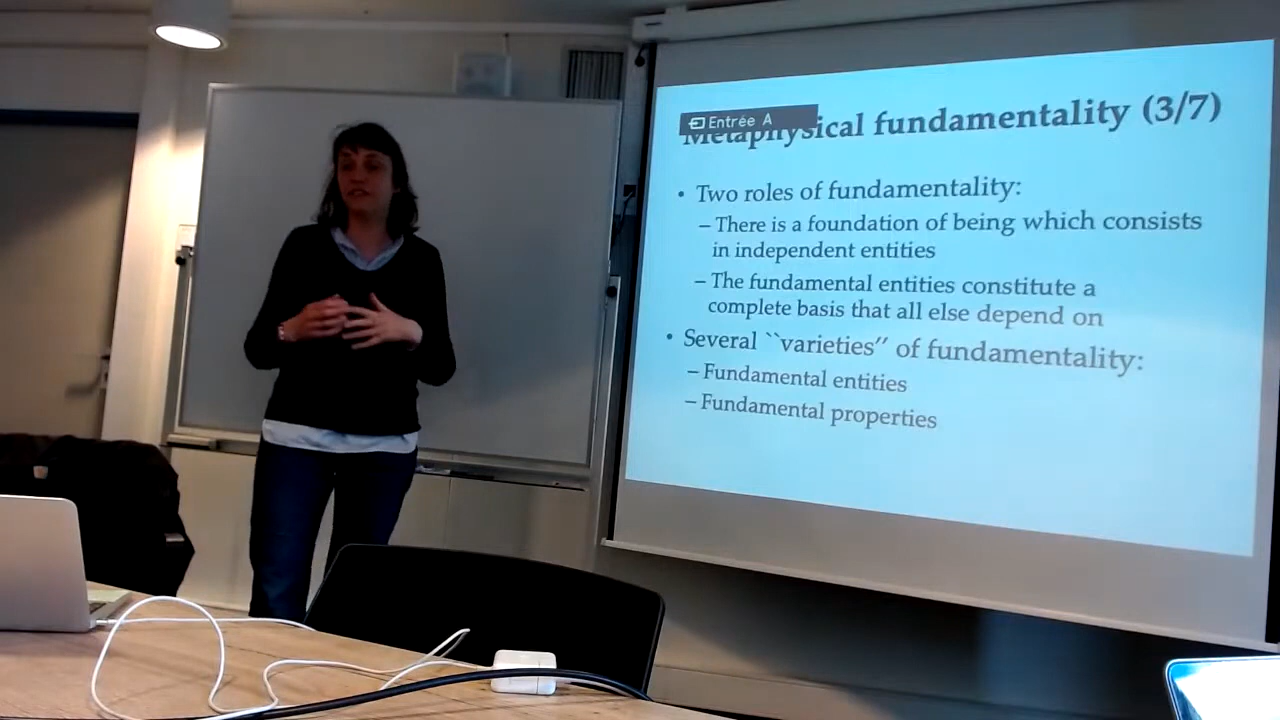 Entrée A
Metaphysical fundamentality (3/7)
• Two roles of fundamentality:
– There is a foundation of being which consists
in independent entities
– The fundamental entities constitute a
complete basis that all else depend on
• Several ``varieties'' of fundamentality:
– Fundamental entities
– Fundamental properties